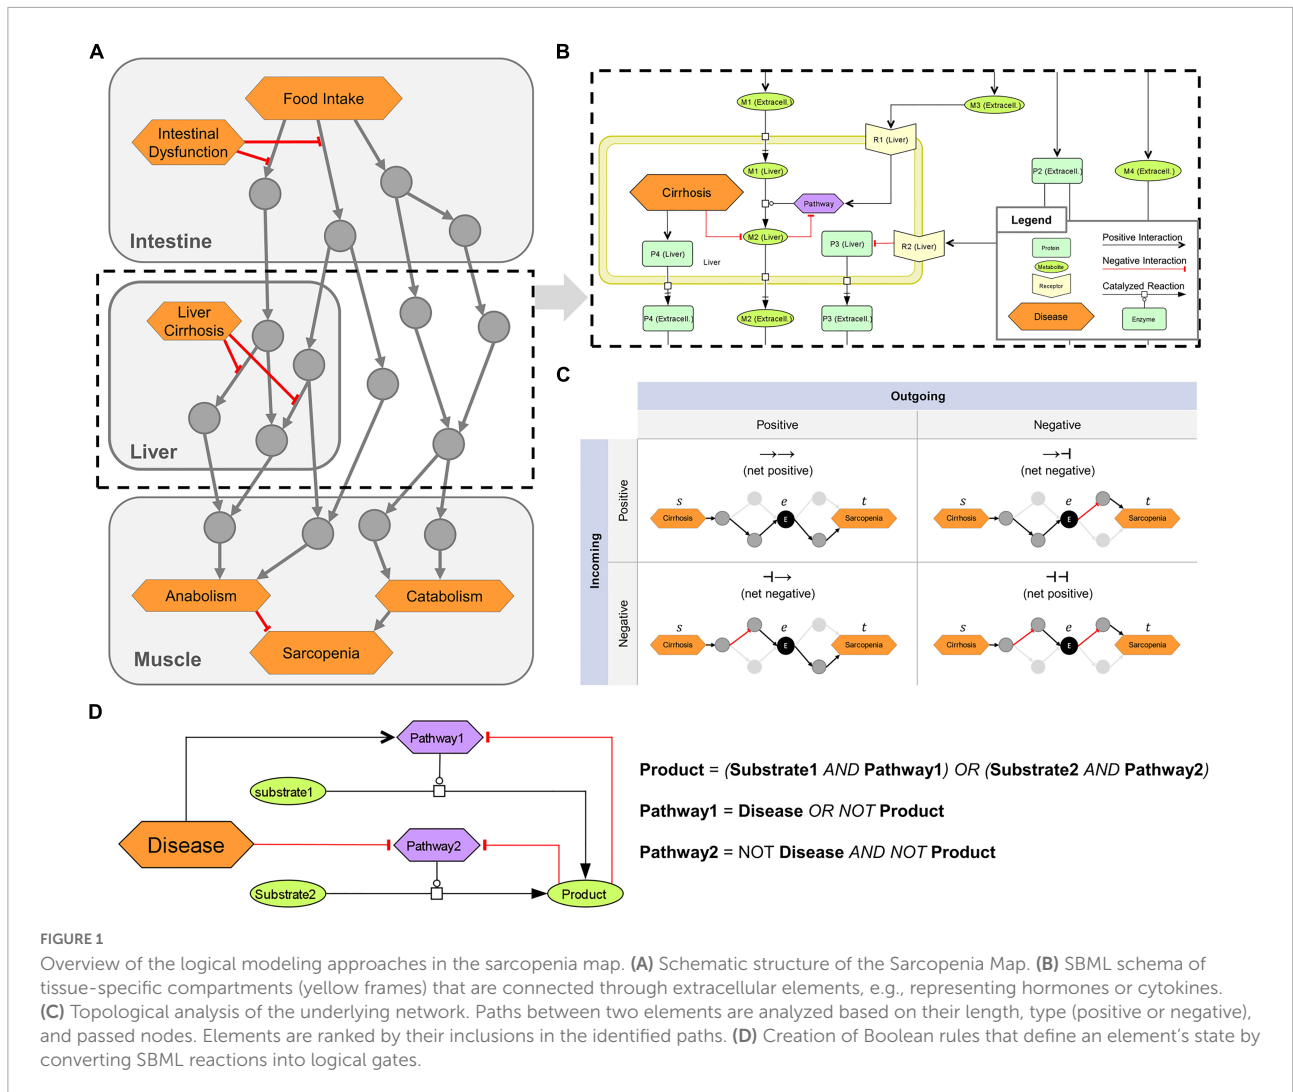 A
Food Intake
Intestinal
Dysfunction
Intestine
Liver
Cirrhosis
Liver
Anabolism
Catabolism
Sarcopenia
Muscle
B
M1 (Extracell.)
M3 (Extracell.)
R1 (Liver)
P2 (Extracell.)
M4 (Extracell.)
M1 (Liver)
Cirrhosis
Pathway
M2 (Liver)
P3 (Liver)
R2 (Liver)
P4 (Liver)
Liver
P4 (Extracell.)
M2 (Extracell.)
P3 (Extracell.)
Legend
Protein
Positive Interaction
Metabolite
Negative Interaction
Receptor
Catalyzed Reaction
Disease
Enzyme
C
Outgoing
Positive
Negative
Incoming
Positive
→→
(net positive)
s
e
t
Cirrhosis
E
Sarcopenia
→⊣
(net negative)
s
e
t
Cirrhosis
E
Sarcopenia
Negative
⊣→
(net negative)
s
e
t
Cirrhosis
E
Sarcopenia
⊣⊣
(net positive)
s
e
t
Cirrhosis
E
Sarcopenia
D
Pathway1
substrate1
Disease
Pathway2
Substrate2
Product
Product = (Substrate1 AND Pathway1) OR (Substrate2 AND Pathway2)
Pathway1 = Disease OR NOT Product
Pathway2 = NOT Disease AND NOT Product
FIGURE 1
Overview of the logical modeling approaches in the sarcopenia map. (A) Schematic structure of the Sarcopenia Map. (B) SBML schema of
tissue-specific compartments (yellow frames) that are connected through extracellular elements, e.g., representing hormones or cytokines.
(C) Topological analysis of the underlying network. Paths between two elements are analyzed based on their length, type (positive or negative),
and passed nodes. Elements are ranked by their inclusions in the identified paths. (D) Creation of Boolean rules that define an element's state by
converting SBML reactions into logical gates.